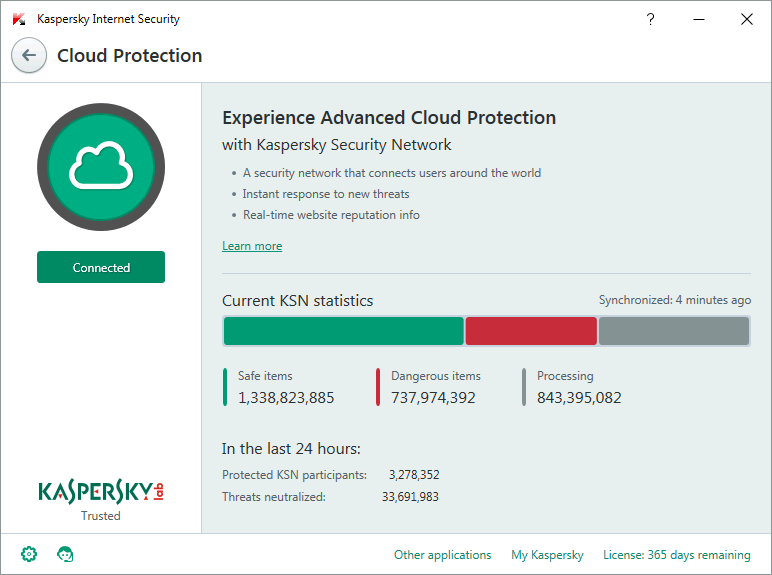 Kaspersky Internet Security
?
Cloud Protection
Experience Advanced Cloud Protection
with Kaspersky Security Network
• A security network that connects users around the world
• Instant response to new threats
• Real-time website reputation info
Learn more
Connected
Current KSN statistics
Synchronized: 4 minutes ago
Safe items
1,338,823,885
Dangerous items
737,974,392
Processing
843,395,082
In the last 24 hours:
Protected KSN participants: 3,278,352
Threats neutralized: 33,691,983
KASPERSKY lab
Trusted
Other applications My Kaspersky License: 365 days remaining